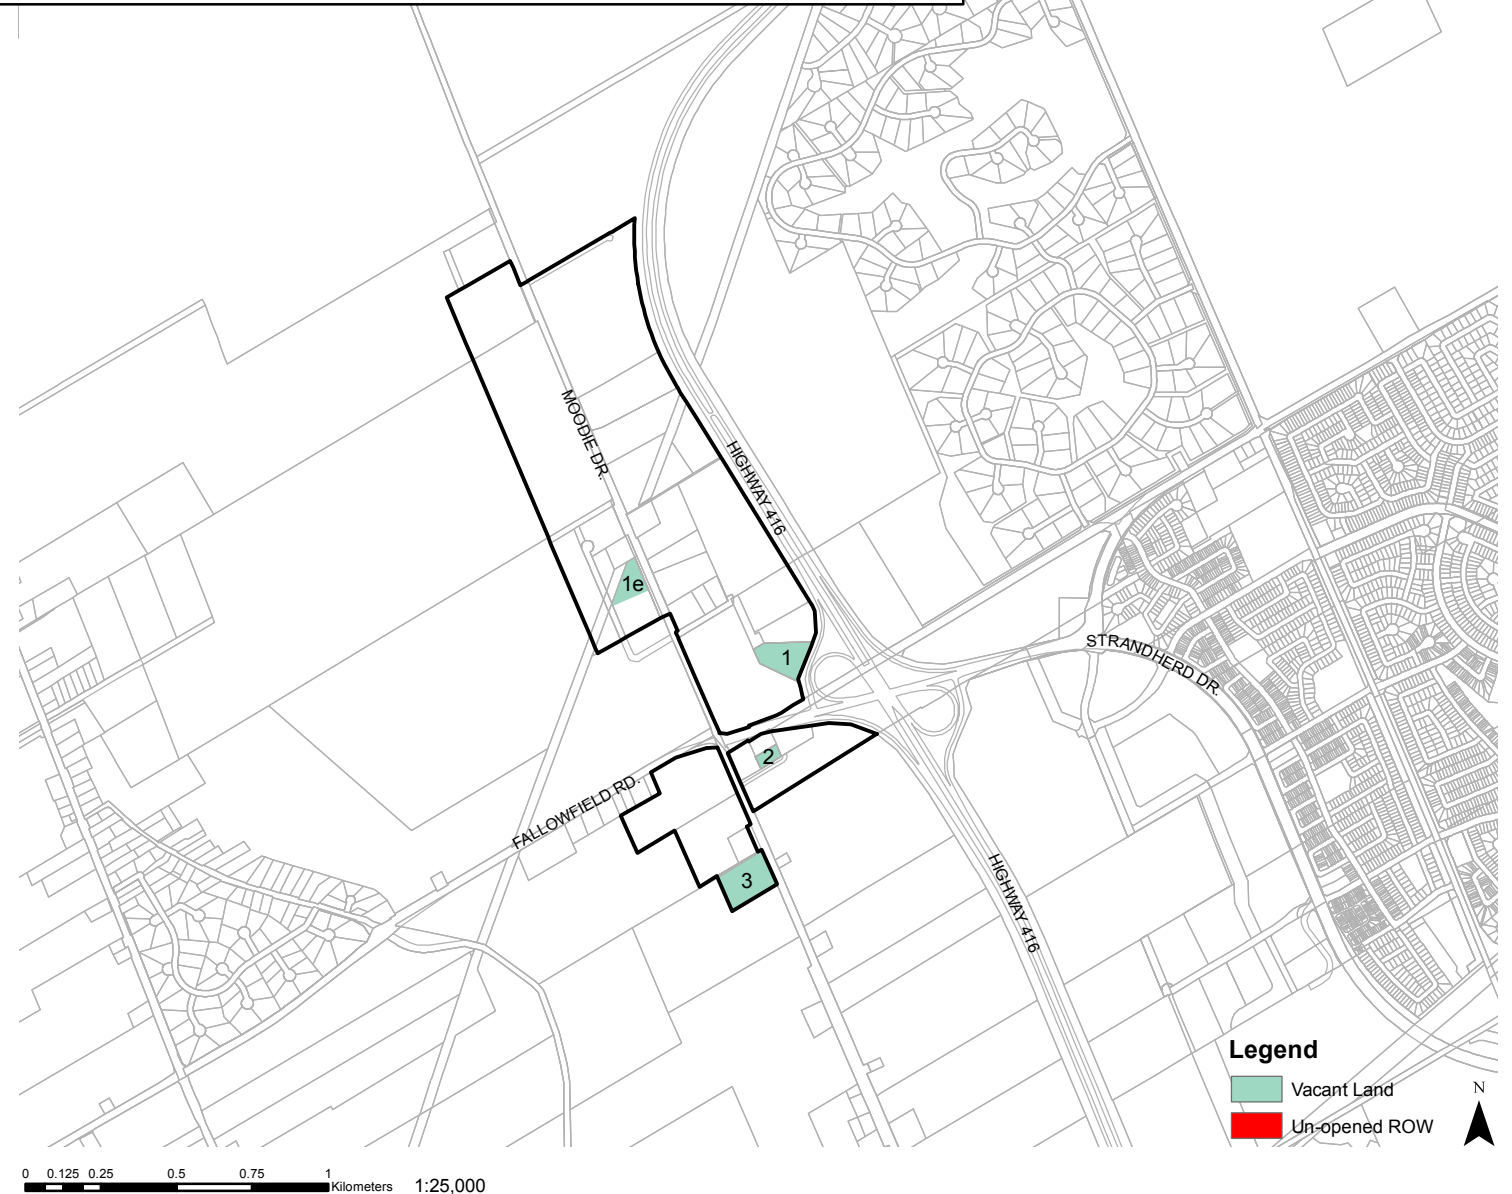 MOODIE DR.
HIGHWAY 416
1e
1
STRANDHERD DR.
2
FALLOWFIELD RD.
3
HIGHWAY 416
Legend
Vacant Land
Un-opened ROW
N
0 0.125 0.25 0.5 0.75 1
Kilometers 1:25,000